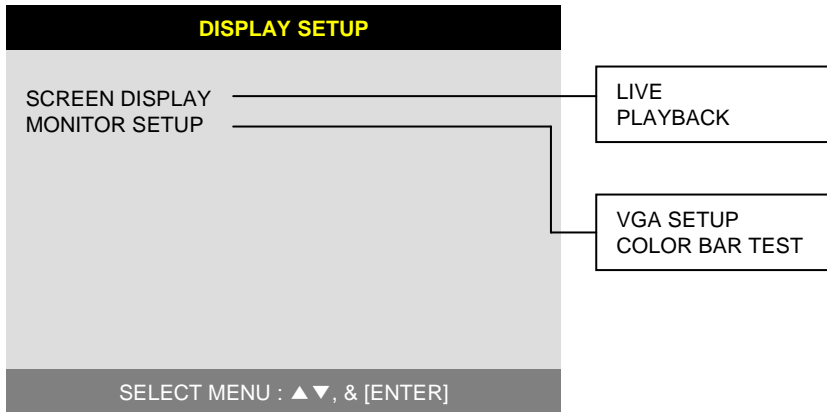 DISPLAY SETUP
SCREEN DISPLAY
MONITOR SETUP
LIVE
PLAYBACK
VGA SETUP
COLOR BAR TEST
SELECT MENU : ▲▼, & [ENTER]